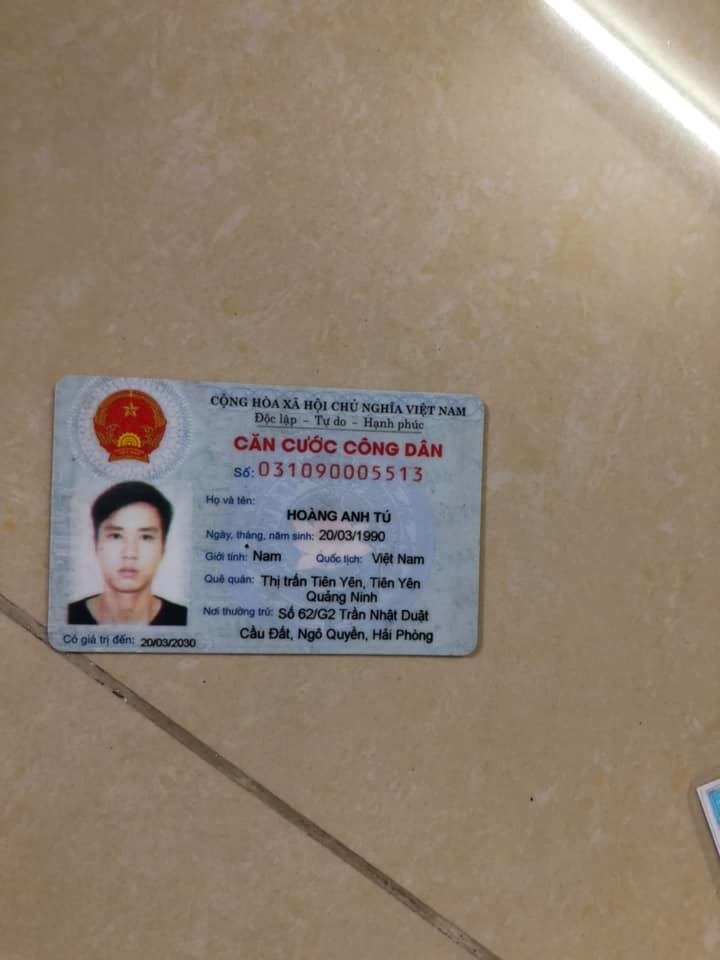 CỘNG HÒA XÃ HỘI CHỦ NGHĨA VIỆT NAM
Độc lập - Tự do - Hạnh phúc
CĂN CƯỚC CÔNG DÂN
Số: 031090005513
Họ và tên:
HOÀNG ANH TÚ
Ngày, tháng, năm sinh: 20/03/1990
Giới tính: Nam Quốc tịch: Việt Nam
Quê quán: Thị trấn Tiên Yên, Tiên Yên
Quảng Ninh
Nơi thường trú: Số 62/G2 Trần Nhật Duật
Cầu Đất, Ngô Quyền, Hải Phòng
Có giá trị đến: 20/03/2030